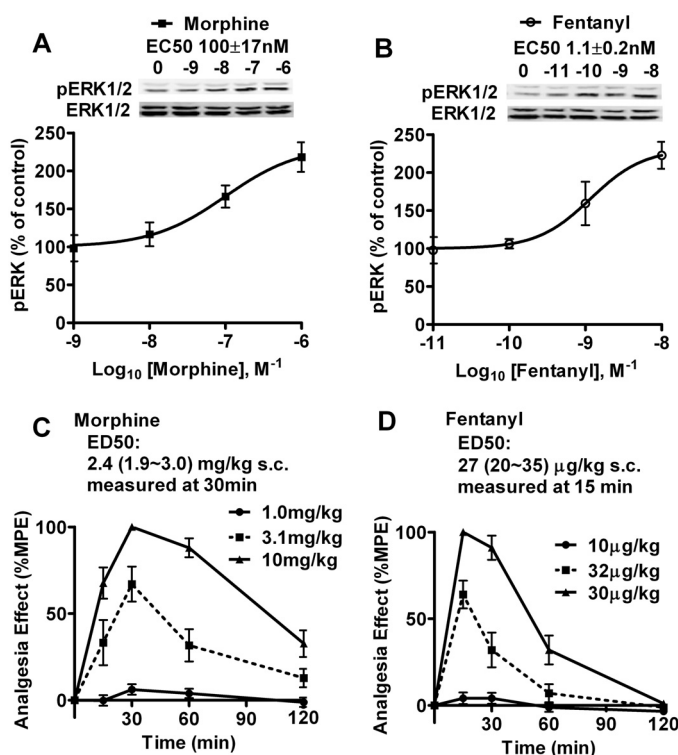 A
Morphine
EC50 100±17nM
0 -9 -8 -7 -6
pERK1/2
ERK1/2
250
200
150
100
50
0
pERK (% of control)
-9 -8 -7 -6
Log10 [Morphine], M-1
B
Fentanyl
EC50 1.1±0.2nM
0 -11 -10 -9 -8
pERK1/2
ERK1/2
250
200
150
100
50
0
pERK (% of control)
-11 -10 -9 -8
Log10 [Fentanyl], M-1
C
Morphine
ED50:
2.4 (1.9~3.0) mg/kg s.c.
measured at 30min
1.0mg/kg
3.1mg/kg
10mg/kg
100
50
0
Analgesia Effect (%MPE)
30 60 90 120
Time (min)
D
Fentanyl
ED50:
27 (20~35) μg/kg s.c.
measured at 15 min
10μg/kg
32μg/kg
30μg/kg
100
50
0
Analgesia Effect (%MPE)
30 60 90 120
Time (min)